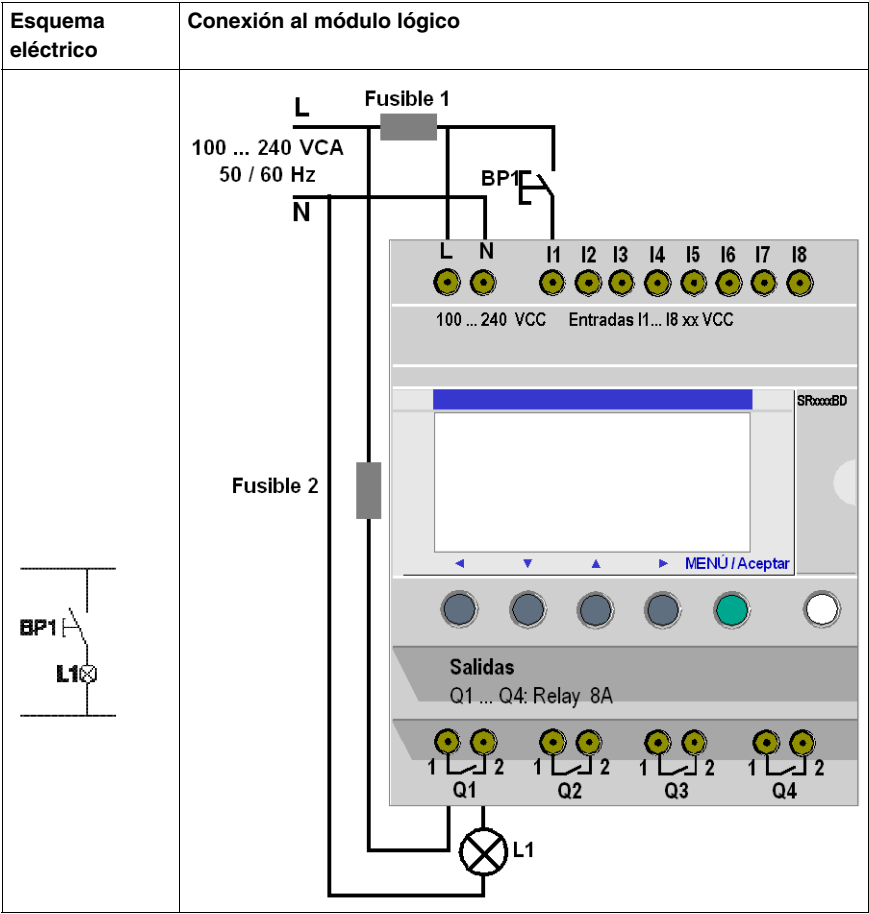 Esquema
eléctrico
Conexión al módulo lógico
L
Fusible 1
100 ... 240 VCA
50 / 60 Hz
BP1
N
L N I1 I2 I3 I4 I5 I6 I7 I8
100 ... 240 VCC Entradas I1... I8 xx VCC
SRxxxxBD
Fusible 2
MENÚ / Aceptar
BP1
L1
Salidas
Q1 ... Q4: Relay 8A
1 2 1 2 1 2 1 2
Q1 Q2 Q3 Q4
L1